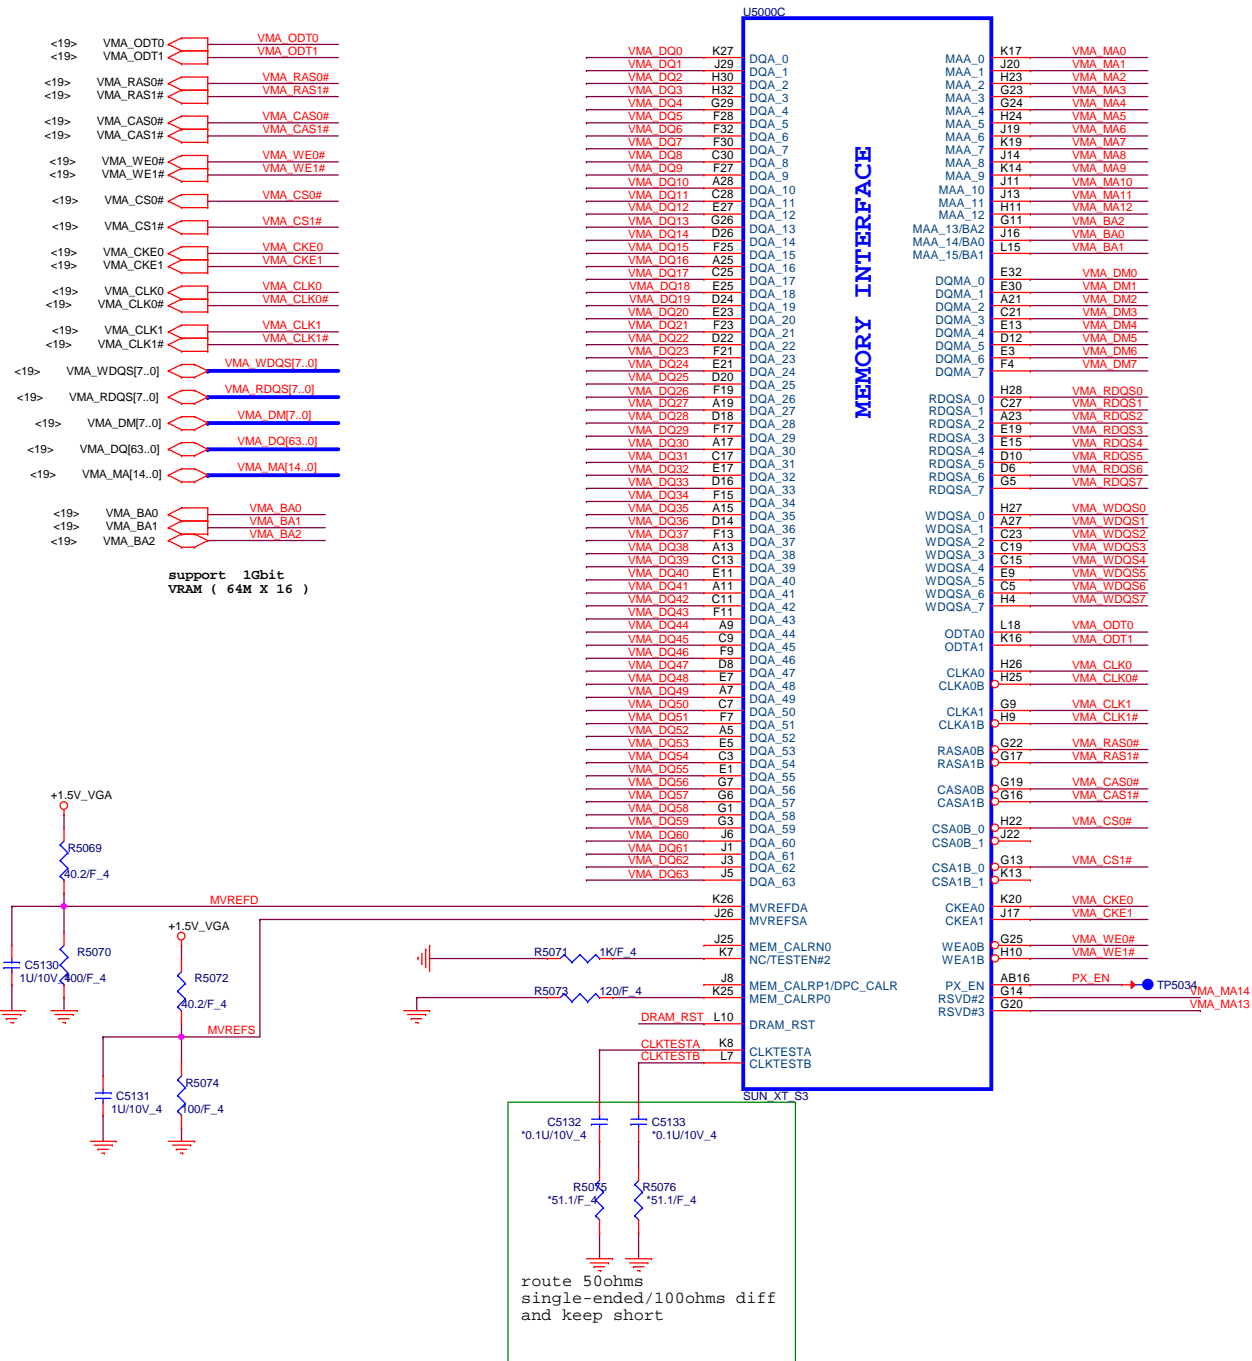 U5000C
<19> VMA_ODT0 VMA_ODT0
<19> VMA_ODT1 VMA_ODT1
<19> VMA_RAS0# VMA_RAS0#
<19> VMA_RAS1# VMA_RAS1#
<19> VMA_CAS0# VMA_CAS0#
<19> VMA_CAS1# VMA_CAS1#
<19> VMA_WE0# VMA_WE0#
<19> VMA_WE1# VMA_WE1#
<19> VMA_CS0# VMA_CS0#
<19> VMA_CS1# VMA_CS1#
<19> VMA_CKE0 VMA_CKE0
<19> VMA_CKE1 VMA_CKE1
<19> VMA_CLK0 VMA_CLK0
<19> VMA_CLK0# VMA_CLK0#
<19> VMA_CLK1 VMA_CLK1
<19> VMA_CLK1# VMA_CLK1#
<19> VMA_WDQS[7..0] VMA_WDQS[7..0]
<19> VMA_RDQS[7..0] VMA_RDQS[7..0]
<19> VMA_DM[7..0] VMA_DM[7..0]
<19> VMA_DQ[63..0] VMA_DQ[63..0]
<19> VMA_MA[14..0] VMA_MA[14..0]
<19> VMA_BA0 VMA_BA0
<19> VMA_BA1 VMA_BA1
<19> VMA_BA2 VMA_BA2
support 1Gbit
VRAM ( 64M X 16 )
VMA_DQ0 K27 DQA_0
VMA_DQ1 J29 DQA_1
VMA_DQ2 H30 DQA_2
VMA_DQ3 H32 DQA_3
VMA_DQ4 G29 DQA_4
VMA_DQ5 F28 DQA_5
VMA_DQ6 F32 DQA_6
VMA_DQ7 F30 DQA_7
VMA_DQ8 C30 DQA_8
VMA_DQ9 F27 DQA_9
VMA_DQ10 A28 DQA_10
VMA_DQ11 C28 DQA_11
VMA_DQ12 E27 DQA_12
VMA_DQ13 G26 DQA_13
VMA_DQ14 D26 DQA_14
VMA_DQ15 F25 DQA_15
VMA_DQ16 A25 DQA_16
VMA_DQ17 C25 DQA_17
VMA_DQ18 E25 DQA_18
VMA_DQ19 D24 DQA_19
VMA_DQ20 E23 DQA_20
VMA_DQ21 F23 DQA_21
VMA_DQ22 D22 DQA_22
VMA_DQ23 F21 DQA_23
VMA_DQ24 E21 DQA_24
VMA_DQ25 D20 DQA_25
VMA_DQ26 F19 DQA_26
VMA_DQ27 A19 DQA_27
VMA_DQ28 D18 DQA_28
VMA_DQ29 F17 DQA_29
VMA_DQ30 A17 DQA_30
VMA_DQ31 C17 DQA_31
VMA_DQ32 E17 DQA_32
VMA_DQ33 D16 DQA_33
VMA_DQ34 F15 DQA_34
VMA_DQ35 A15 DQA_35
VMA_DQ36 D14 DQA_36
VMA_DQ37 F13 DQA_37
VMA_DQ38 A13 DQA_38
VMA_DQ39 C13 DQA_39
VMA_DQ40 E11 DQA_40
VMA_DQ41 A11 DQA_41
VMA_DQ42 C11 DQA_42
VMA_DQ43 F11 DQA_43
VMA_DQ44 A9 DQA_44
VMA_DQ45 C9 DQA_45
VMA_DQ46 F9 DQA_46
VMA_DQ47 D8 DQA_47
VMA_DQ48 E7 DQA_48
VMA_DQ49 A7 DQA_49
VMA_DQ50 C7 DQA_50
VMA_DQ51 F7 DQA_51
VMA_DQ52 A5 DQA_52
VMA_DQ53 E5 DQA_53
VMA_DQ54 C3 DQA_54
VMA_DQ55 E1 DQA_55
VMA_DQ56 G7 DQA_56
VMA_DQ57 G6 DQA_57
VMA_DQ58 G1 DQA_58
VMA_DQ59 G3 DQA_59
VMA_DQ60 J6 DQA_60
VMA_DQ61 J1 DQA_61
VMA_DQ62 J3 DQA_62
VMA_DQ63 J5 DQA_63
MEMORY INTERFACE
MAA_0 K17 VMA_MA0
MAA_1 J20 VMA_MA1
MAA_2 H23 VMA_MA2
MAA_3 G23 VMA_MA3
MAA_4 G24 VMA_MA4
MAA_5 H24 VMA_MA5
MAA_6 J19 VMA_MA6
MAA_7 K19 VMA_MA7
MAA_8 J14 VMA_MA8
MAA_9 K14 VMA_MA9
MAA_10 J11 VMA_MA10
MAA_11 J13 VMA_MA11
MAA_12 H11 VMA_MA12
MAA_13/BA2 G11 VMA_BA2
MAA_14/BA0 J16 VMA_BA0
MAA_15/BA1 L15 VMA_BA1
DQMA_0 E32 VMA_DM0
DQMA_1 E30 VMA_DM1
DQMA_2 A21 VMA_DM2
DQMA_3 C21 VMA_DM3
DQMA_4 E13 VMA_DM4
DQMA_5 D12 VMA_DM5
DQMA_6 E3 VMA_DM6
DQMA_7 F4 VMA_DM7
RDQSA_0 H28 VMA_RDQS0
RDQSA_1 C27 VMA_RDQS1
RDQSA_2 A23 VMA_RDQS2
RDQSA_3 E19 VMA_RDQS3
RDQSA_4 E15 VMA_RDQS4
RDQSA_5 D10 VMA_RDQS5
RDQSA_6 D6 VMA_RDQS6
RDQSA_7 G5 VMA_RDQS7
WDQSA_0 H27 VMA_WDQS0
WDQSA_1 A27 VMA_WDQS1
WDQSA_2 C23 VMA_WDQS2
WDQSA_3 C19 VMA_WDQS3
WDQSA_4 C15 VMA_WDQS4
WDQSA_5 E9 VMA_WDQS5
WDQSA_6 C5 VMA_WDQS6
WDQSA_7 H4 VMA_WDQS7
ODTA0 L18 VMA_ODT0
ODTA1 K16 VMA_ODT1
CLKA0 H26 VMA_CLK0
CLKA0B H25 VMA_CLK0#
CLKA1 G9 VMA_CLK1
CLKA1B H9 VMA_CLK1#
RASA0B G22 VMA_RAS0#
RASA1B G17 VMA_RAS1#
CASA0B G19 VMA_CAS0#
CASA1B G16 VMA_CAS1#
CSA0B_0 H22 VMA_CS0#
CSA0B_1 J22
CSA1B_0 G13 VMA_CS1#
CSA1B_1 K13
CKEA0 K20 VMA_CKE0
CKEA1 J17 VMA_CKE1
WEA0B G25 VMA_WE0#
WEA1B H10 VMA_WE1#
PX_EN AB16 PX_EN TP5034
RSVD#2 G14 VMA_MA14
RSVD#3 G20 VMA_MA13
+1.5V_VGA
R5069
40.2/F_4
MVREFD K26 MVREFDA
J26 MVREFSA
+1.5V_VGA
C5130
1U/10V_4
R5070
100/F_4
R5072
40.2/F_4
MVREFS
C5131
1U/10V_4
R5074
100/F_4
J25 MEM_CALRN0
R5071 1K/F_4 K7 NC/TESTEN#2
J8 MEM_CALRP1/DPC_CALR
R5073 120/F_4 K25 MEM_CALRP0
DRAM_RST L10 DRAM_RST
CLKTESTA K8 CLKTESTA
CLKTESTB L7 CLKTESTB
SUN_XT_S3
C5132
*0.1U/10V_4
C5133
*0.1U/10V_4
R5075
*51.1/F_4
R5076
*51.1/F_4
route 50ohms
single-ended/100ohms diff
and keep short